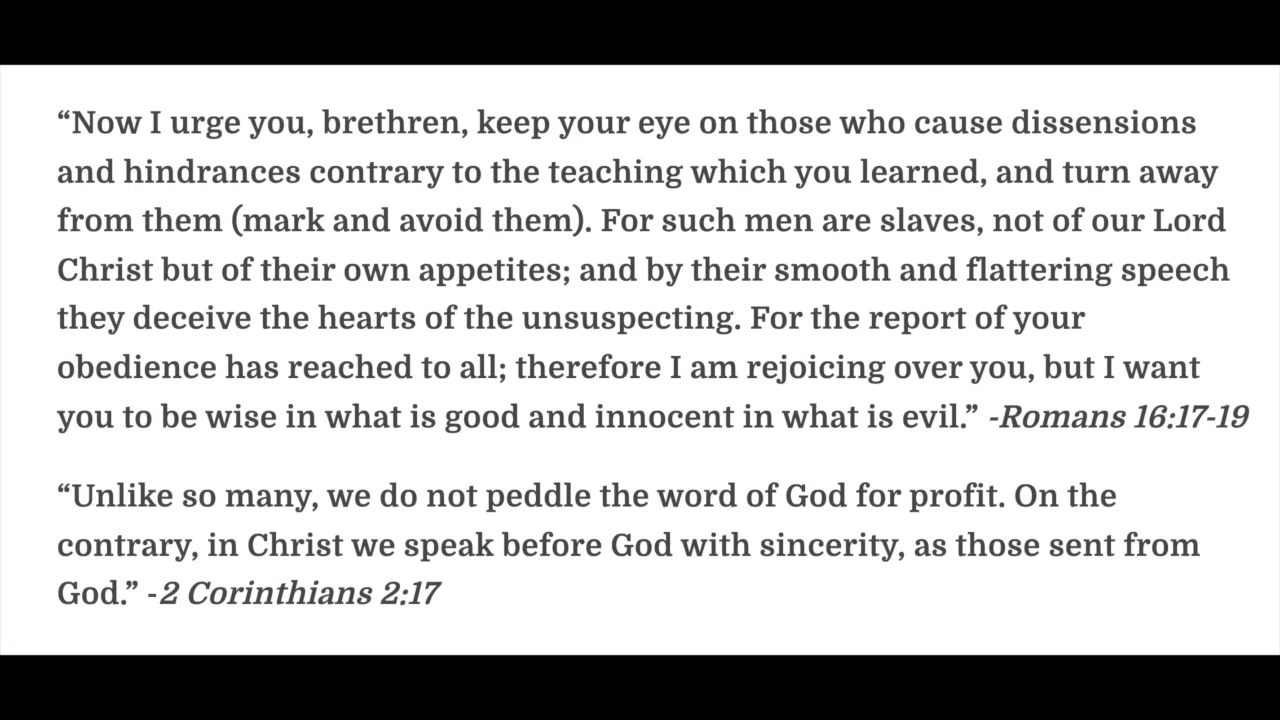 “Now I urge you, brethren, keep your eye on those who cause dissensions
and hindrances contrary to the teaching which you learned, and turn away
from them (mark and avoid them). For such men are slaves, not of our Lord
Christ but of their own appetites; and by their smooth and flattering speech
they deceive the hearts of the unsuspecting. For the report of your
obedience has reached to all; therefore I am rejoicing over you, but I want
you to be wise in what is good and innocent in what is evil.” -Romans 16:17-19
“Unlike so many, we do not peddle the word of God for profit. On the
contrary, in Christ we speak before God with sincerity, as those sent from
God.” -2 Corinthians 2:17